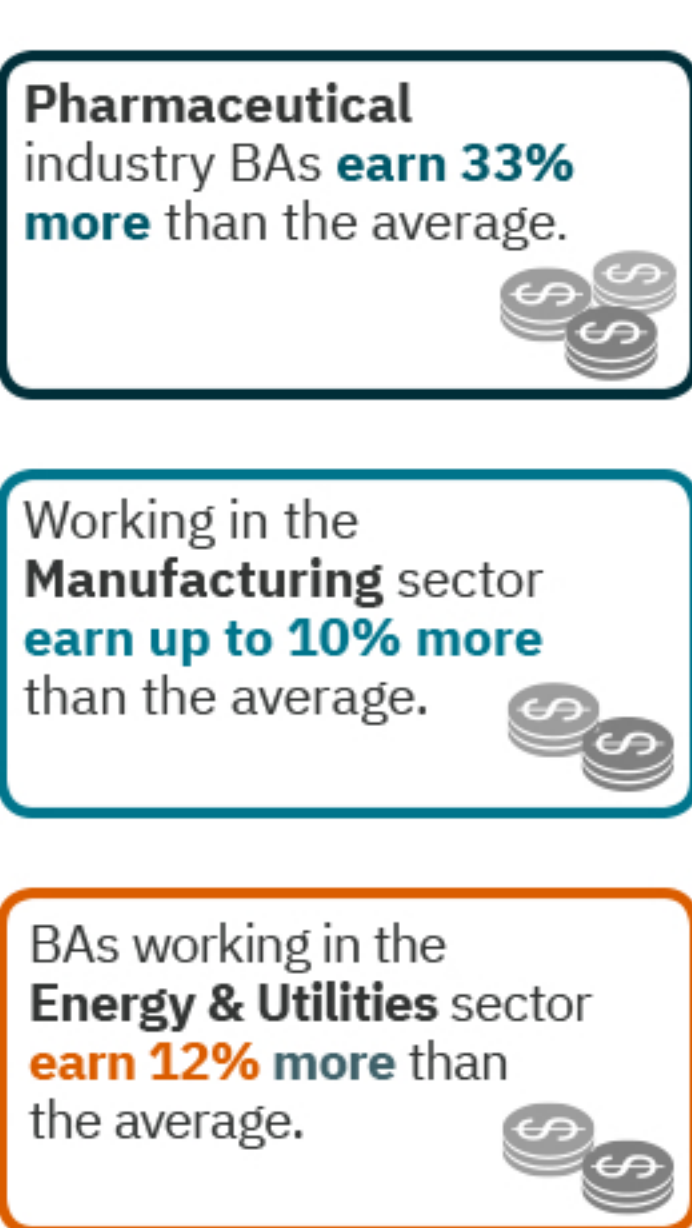 Pharmaceutical
industry BAs earn 33%
more than the average.
Working in the
Manufacturing sector
earn up to 10% more
than the average.
BAs working in the
Energy & Utilities sector
earn 12% more than
the average.